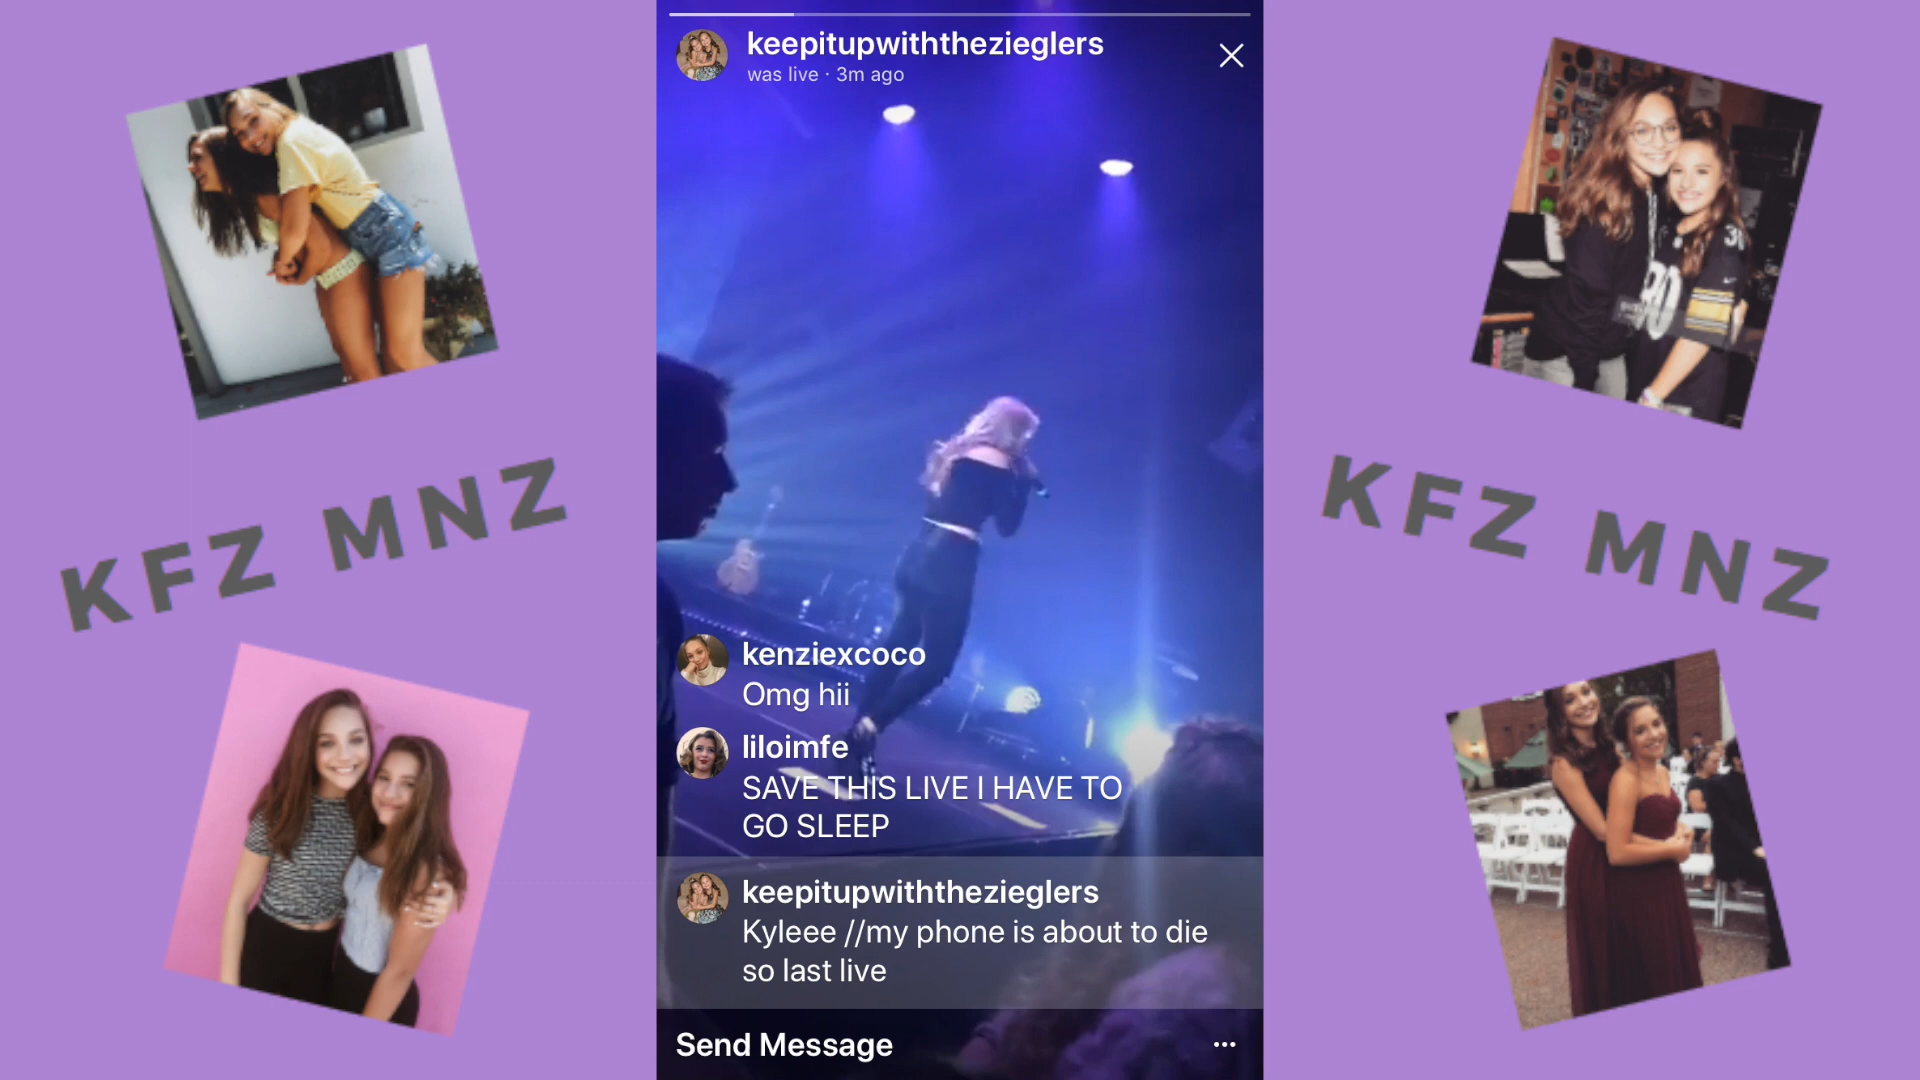 keepitupwiththezieglers
was live · 3m ago
KFZ MNZ
KFZ MNZ
kenziexcoco
Omg hii
liloimfe
SAVE THIS LIVE I HAVE TO
GO SLEEP
keepitupwiththezieglers
Kyleee //my phone is about to die
so last live
Send Message